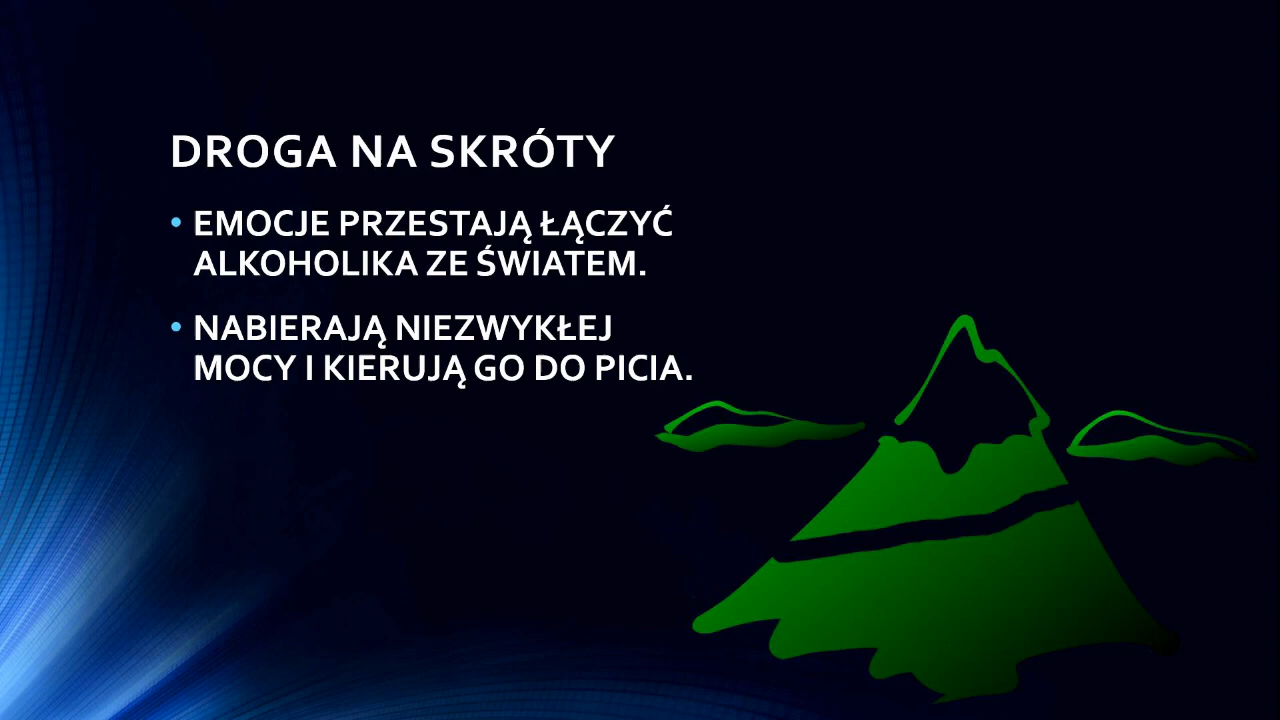 DROGA NA SKRÓTY
• EMOCJE PRZESTAJĄ ŁĄCZYĆ
ALKOHOLIKA ZE ŚWIATEM.
• NABIERAJĄ NIEZWYKŁEJ
MOCY I KIERUJĄ GO DO PICIA.